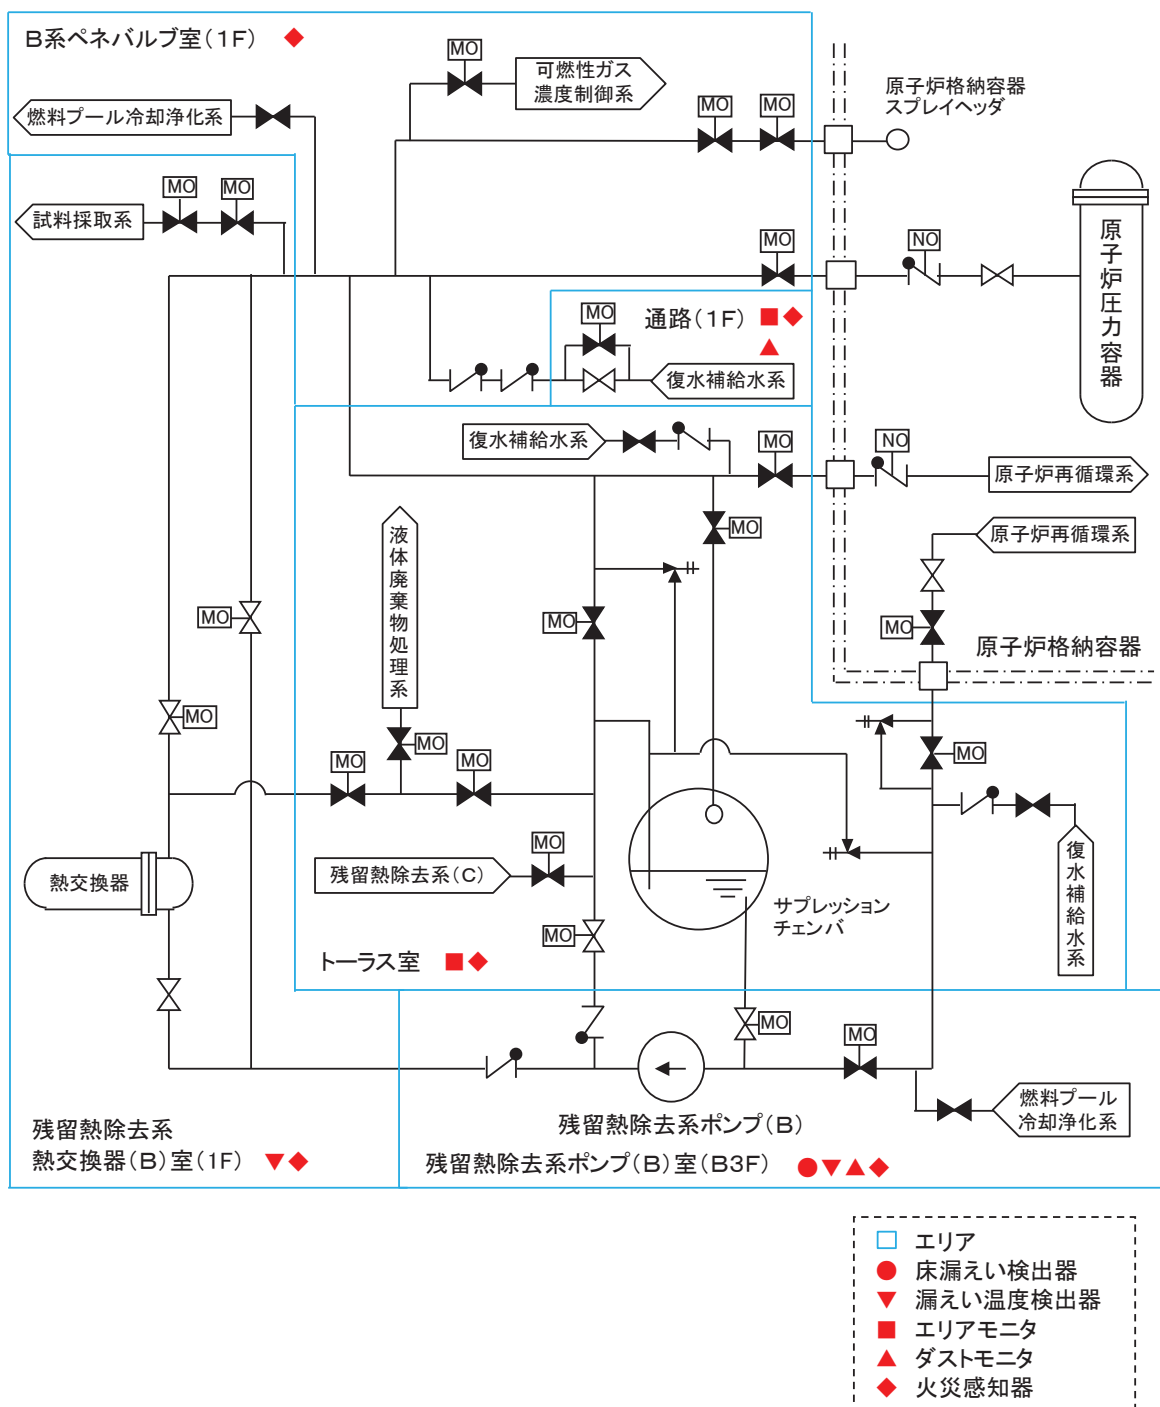 B系ペネバルブ室(1F)
MO
可燃性ガス
濃度制御系
原子炉格納容器
スプレイヘッダ
燃料プール冷却浄化系
MO
MO
MO
MO
試料採取系
MO
NO
原子炉圧力容器
通路(1F)
MO
復水補給水系
復水補給水系
MO
NO
原子炉再循環系
液体廃棄物処理系
MO
原子炉再循環系
MO
MO
MO
原子炉格納容器
MO
MO
MO
MO
MO
熱交換器
残留熱除去系(C)
MO
復水補給水系
サプレッション
チェンバ
MO
トーラス室
MO
MO
燃料プール
冷却浄化系
残留熱除去系ポンプ(B)
残留熱除去系
熱交換器(B)室(1F)
残留熱除去系ポンプ(B)室(B3F)
エリア
床漏えい検出器
漏えい温度検出器
エリアモニタ
ダストモニタ
火災感知器